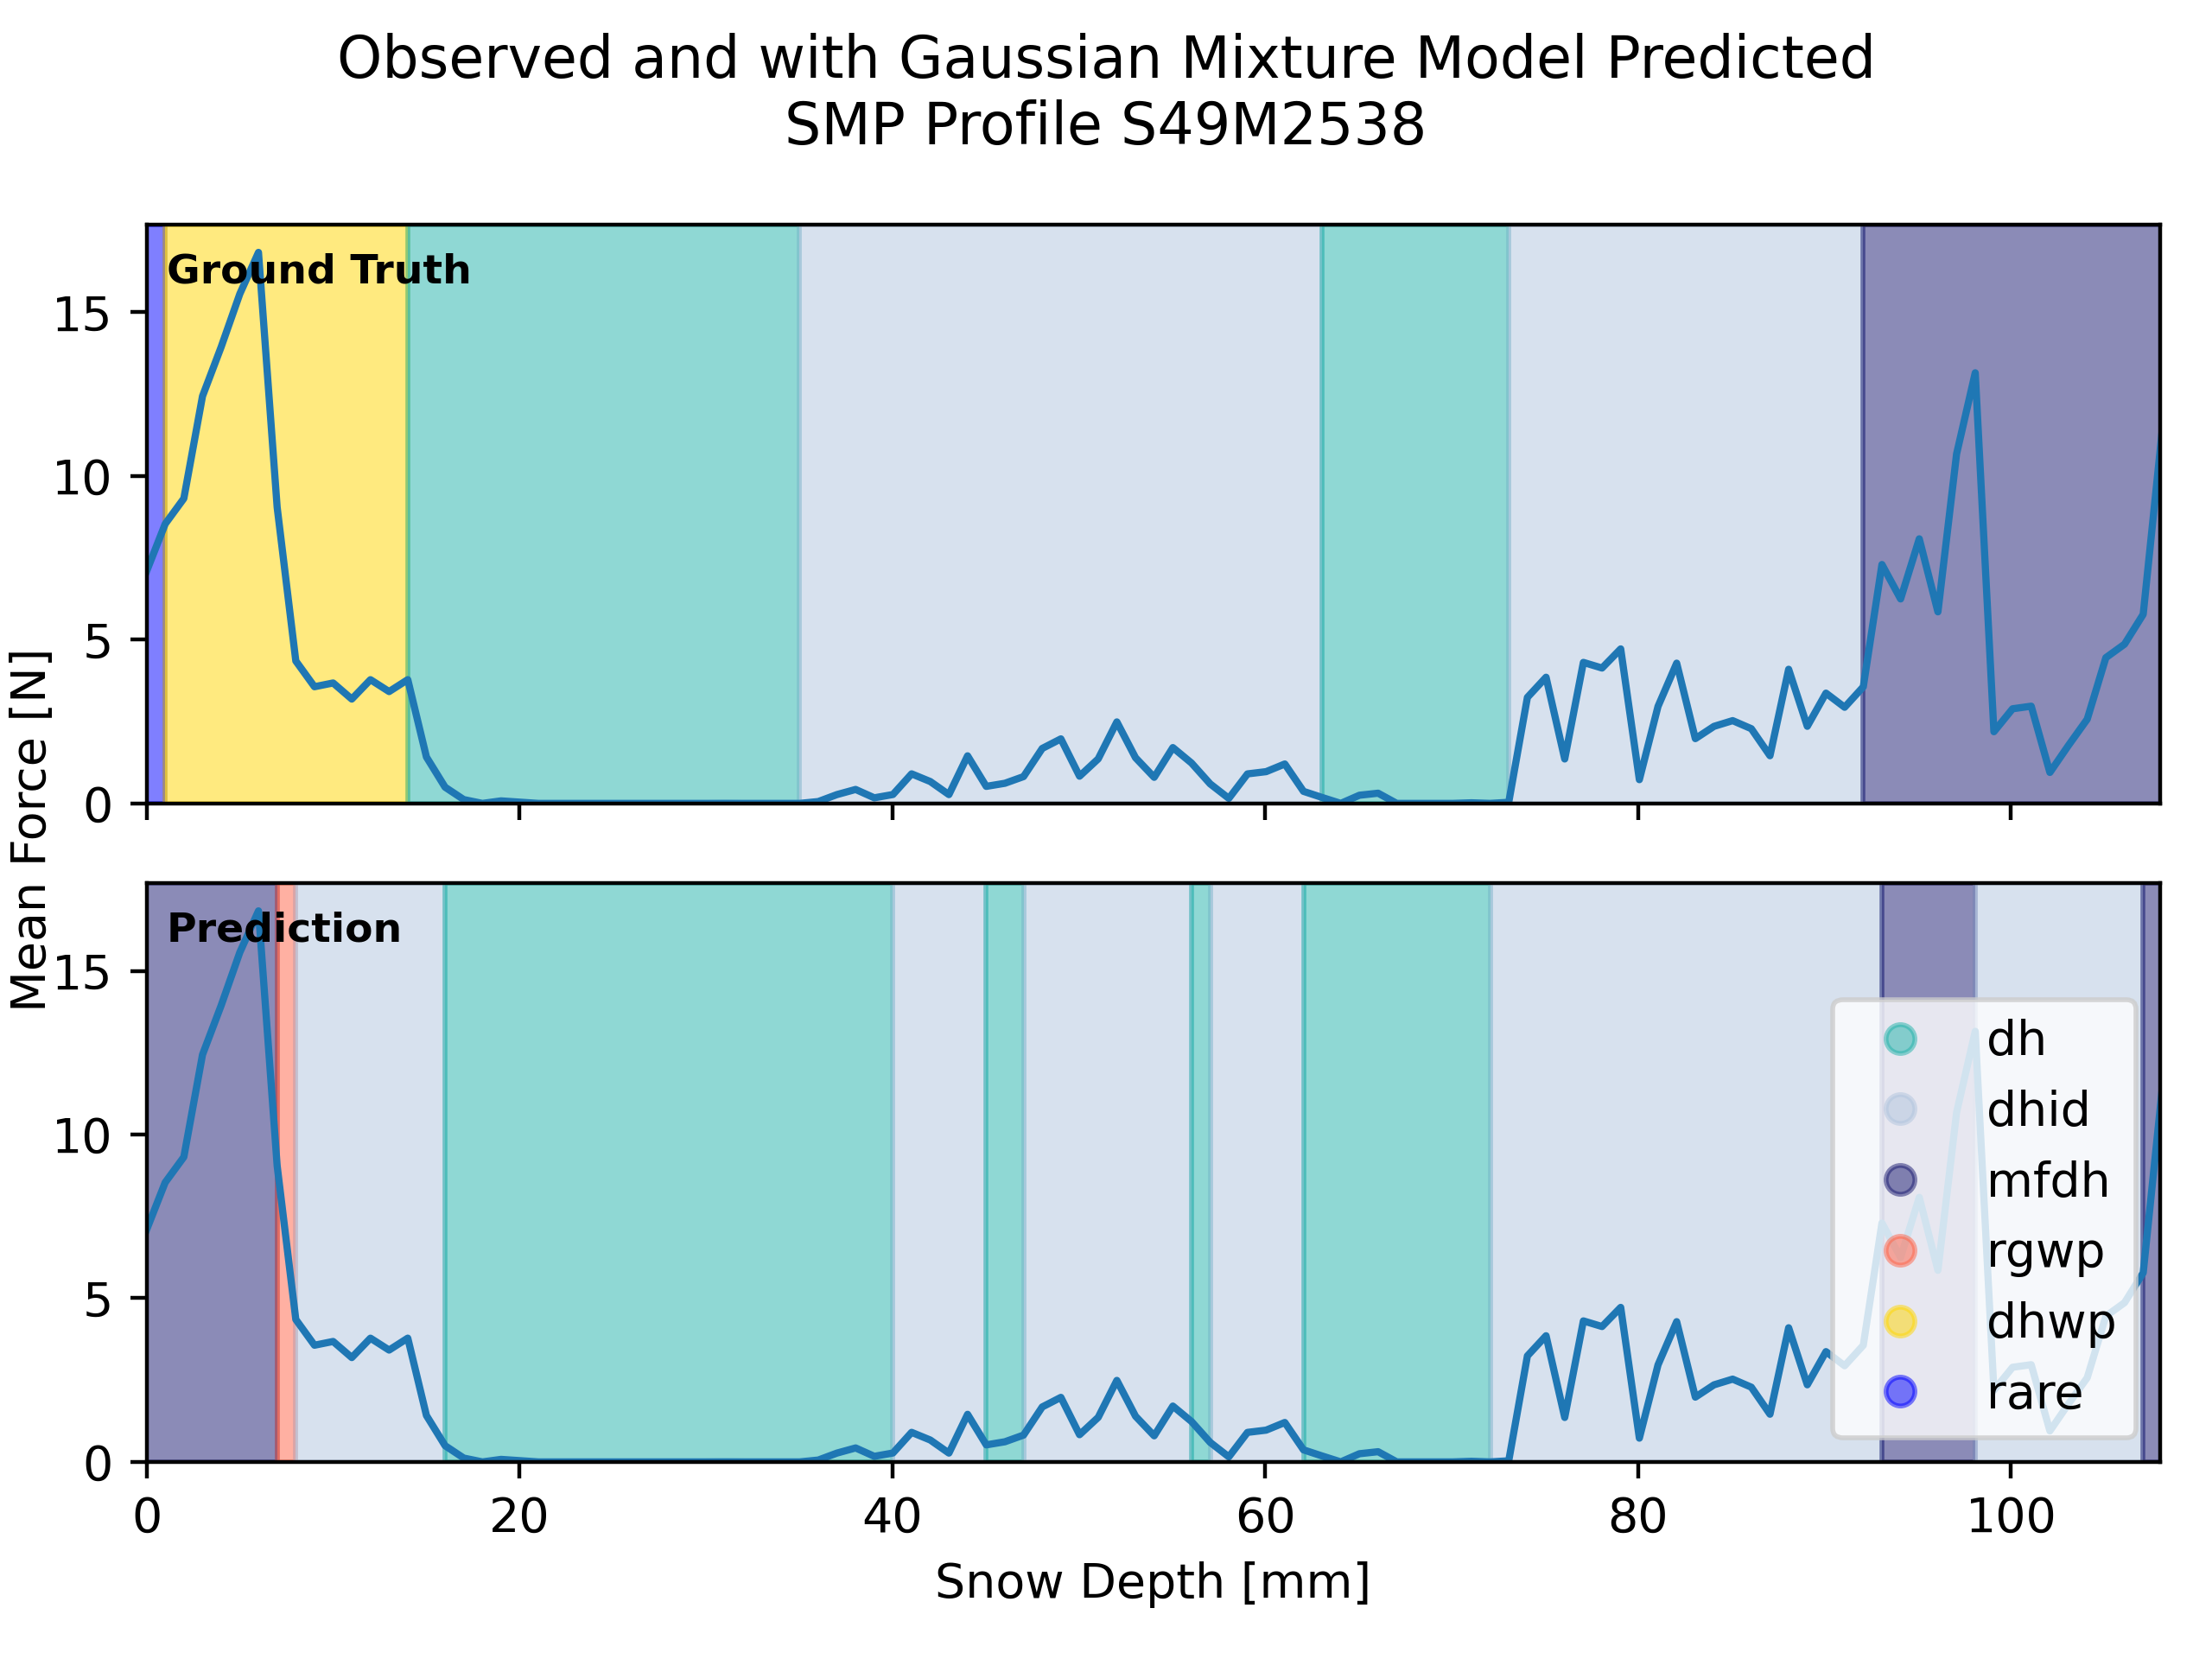 Observed and with Gaussian Mixture Model Predicted
SMP Profile S49M2538
Mean Force [N]
Ground Truth
15
10
5
0
Prediction
15
10
5
0
dh
dhid
mfdh
rgwp
dhwp
rare
0 20 40 60 80 100
Snow Depth [mm]